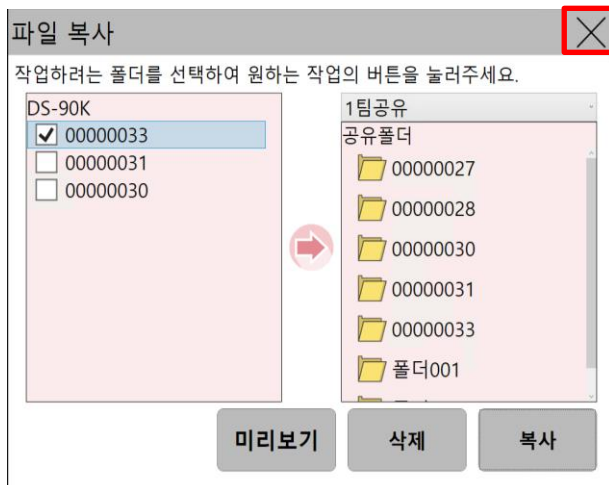 파일 복사
작업하려는 폴더를 선택하여 원하는 작업의 버튼을 눌러주세요.
DS-90K
00000033
00000031
00000030
1팀공유
공유폴더
00000027
00000028
00000030
00000031
00000033
폴더001
미리보기
삭제
복사